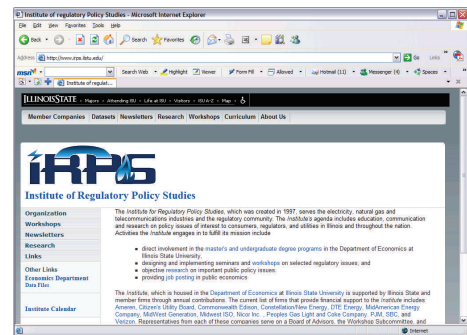 Institute of regulatory Policy Studies - Microsoft Internet Explorer
File Edit View Favorites Tools Help
Back Search Favorites
Address http://www.irps.ilstu.edu/ Go Links
msn Search Web Highlight Viewer Form Fill Allowed Hotmail (11) Messenger (4) Spaces
Institute of regulat...
ILLINOIS STATE Majors Attending ISU Life at ISU Visitors ISU A-Z Map
Member Companies Datasets Newsletters Research Workshops Curriculum About Us
iRPS
Institute of Regulatory Policy Studies
Organization
Workshops
Newsletters
Research
Links
Other Links
Economics Department
Data Files
Institute Calendar
The Institute for Regulatory Policy Studies, which was created in 1997, serves the electricity, natural gas and
telecommunications industries and the regulatory community. The Institute's agenda includes education, communication
and research on policy issues of interest to consumers, regulators, and utilities in Illinois and throughout the nation.
Activities the Institute engages in to fulfill its mission include
direct involvement in the master's and undergraduate degree programs in the Department of Economics at
Illinois State University,
designing and implementing seminars and workshops on selected regulatory issues, and
objective research on important public policy issues.
providing job posting in public economics
The Institute, which is housed in the Department of Economics at Illinois State University is supported by Illinois State and
member firms through annual contributions. The current list of firms that provide financial support to the Institute includes
Ameren, Citizen's Utility Board, Commonwealth Edison, Constellation/New Energy, DTE Energy, MidAmerican Energy
Company, MidWest Generation, Midwest ISO, Nicor Inc., Peoples Gas Light and Coke Company, PJM, SBC, and
Verizon. Representatives from each of these companies serve on a Board of Advisors, the Workshop Subcommittee, and
Internet